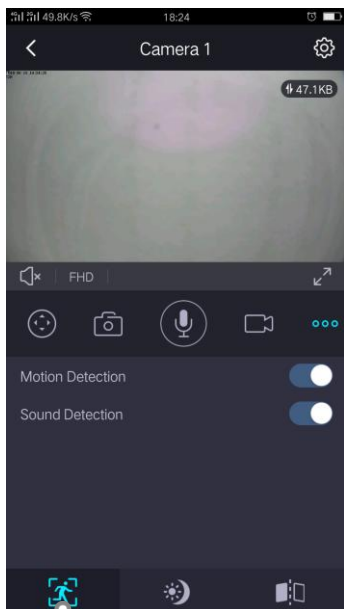 49.8K/s 18:24
Camera 1
47.1KB
FHD
Motion Detection
Sound Detection